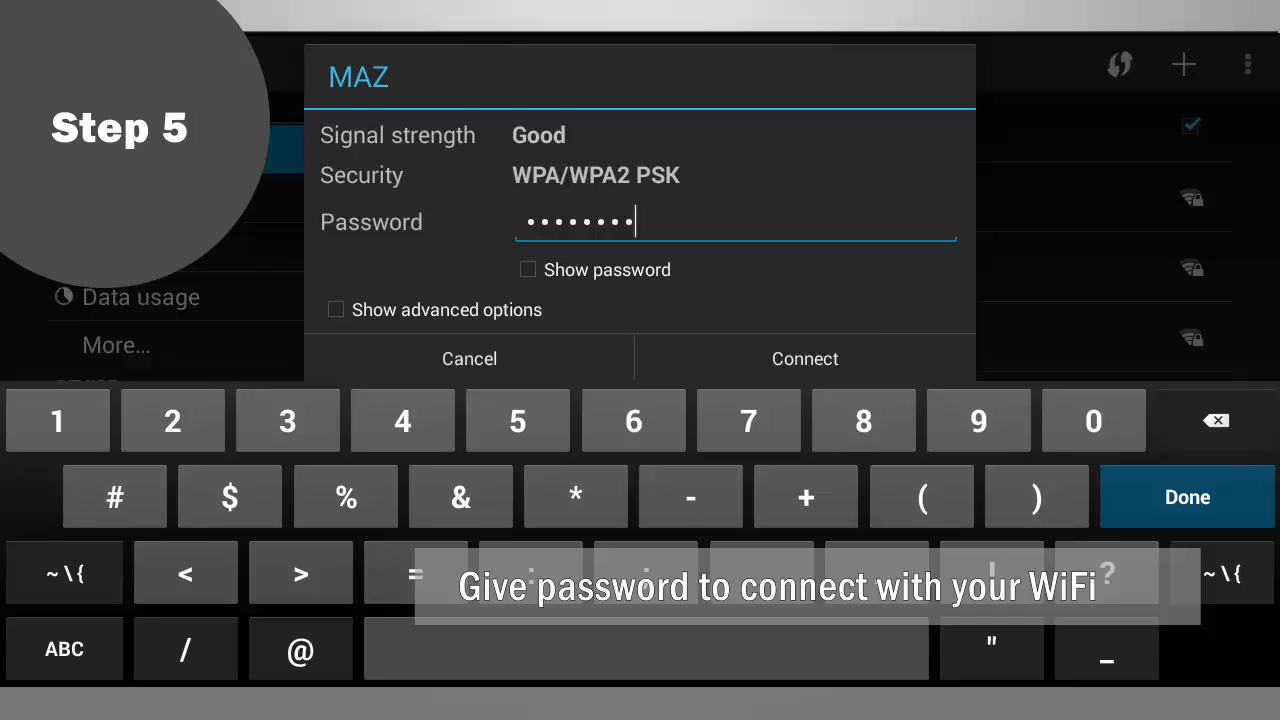 Step 5
MAZ
Signal strength Good
Security WPA/WPA2 PSK
Password ••••••••
Show password
Show advanced options
Cancel Connect
Data usage
More...
1 2 3 4 5 6 7 8 9 0
# $ % & * - + ( ) Done
~ \ { < > = : ; , . ! ? ~ \ {
Give password to connect with your WiFi
ABC / @ " _